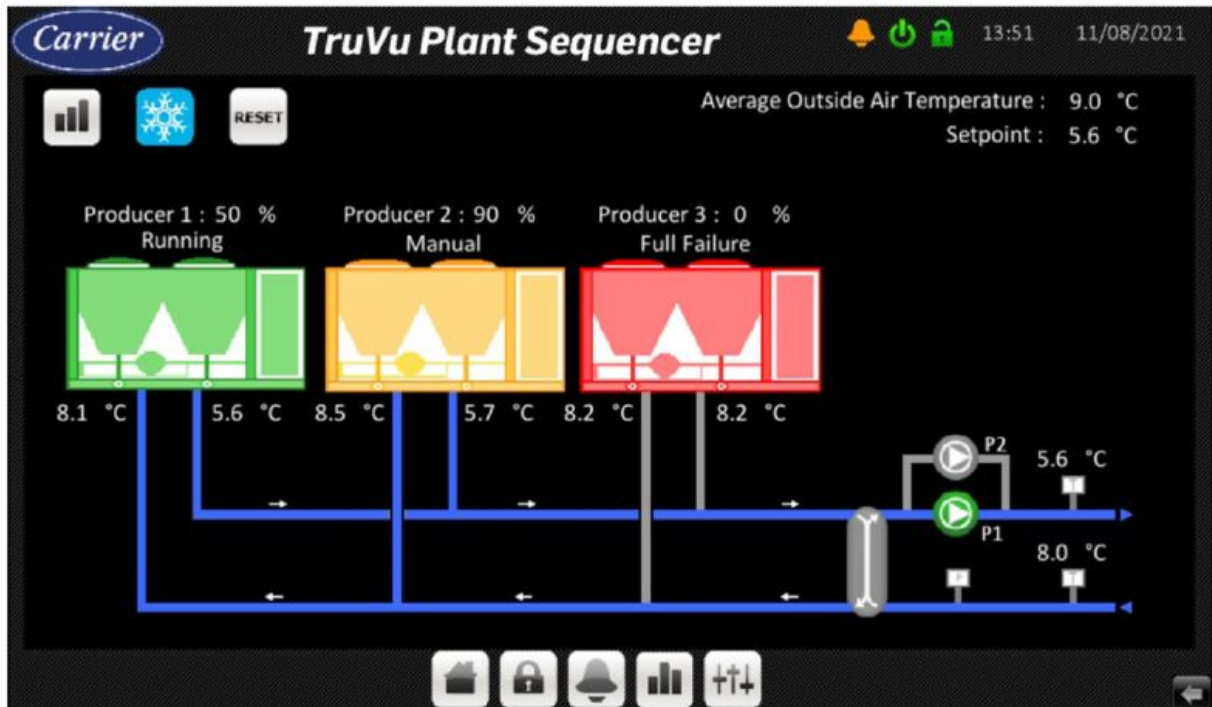 Carrier
TruVu Plant Sequencer
13:51 11/08/2021
RESET
Average Outside Air Temperature : 9.0 °C
Setpoint : 5.6 °C
Producer 1 : 50 %
Running
Producer 2 : 90 %
Manual
Producer 3 : 0 %
Full Failure
8.1 °C 5.6 °C 8.5 °C 5.7 °C 8.2 °C 8.2 °C
P2
5.6 °C
T
P1
8.0 °C
P T